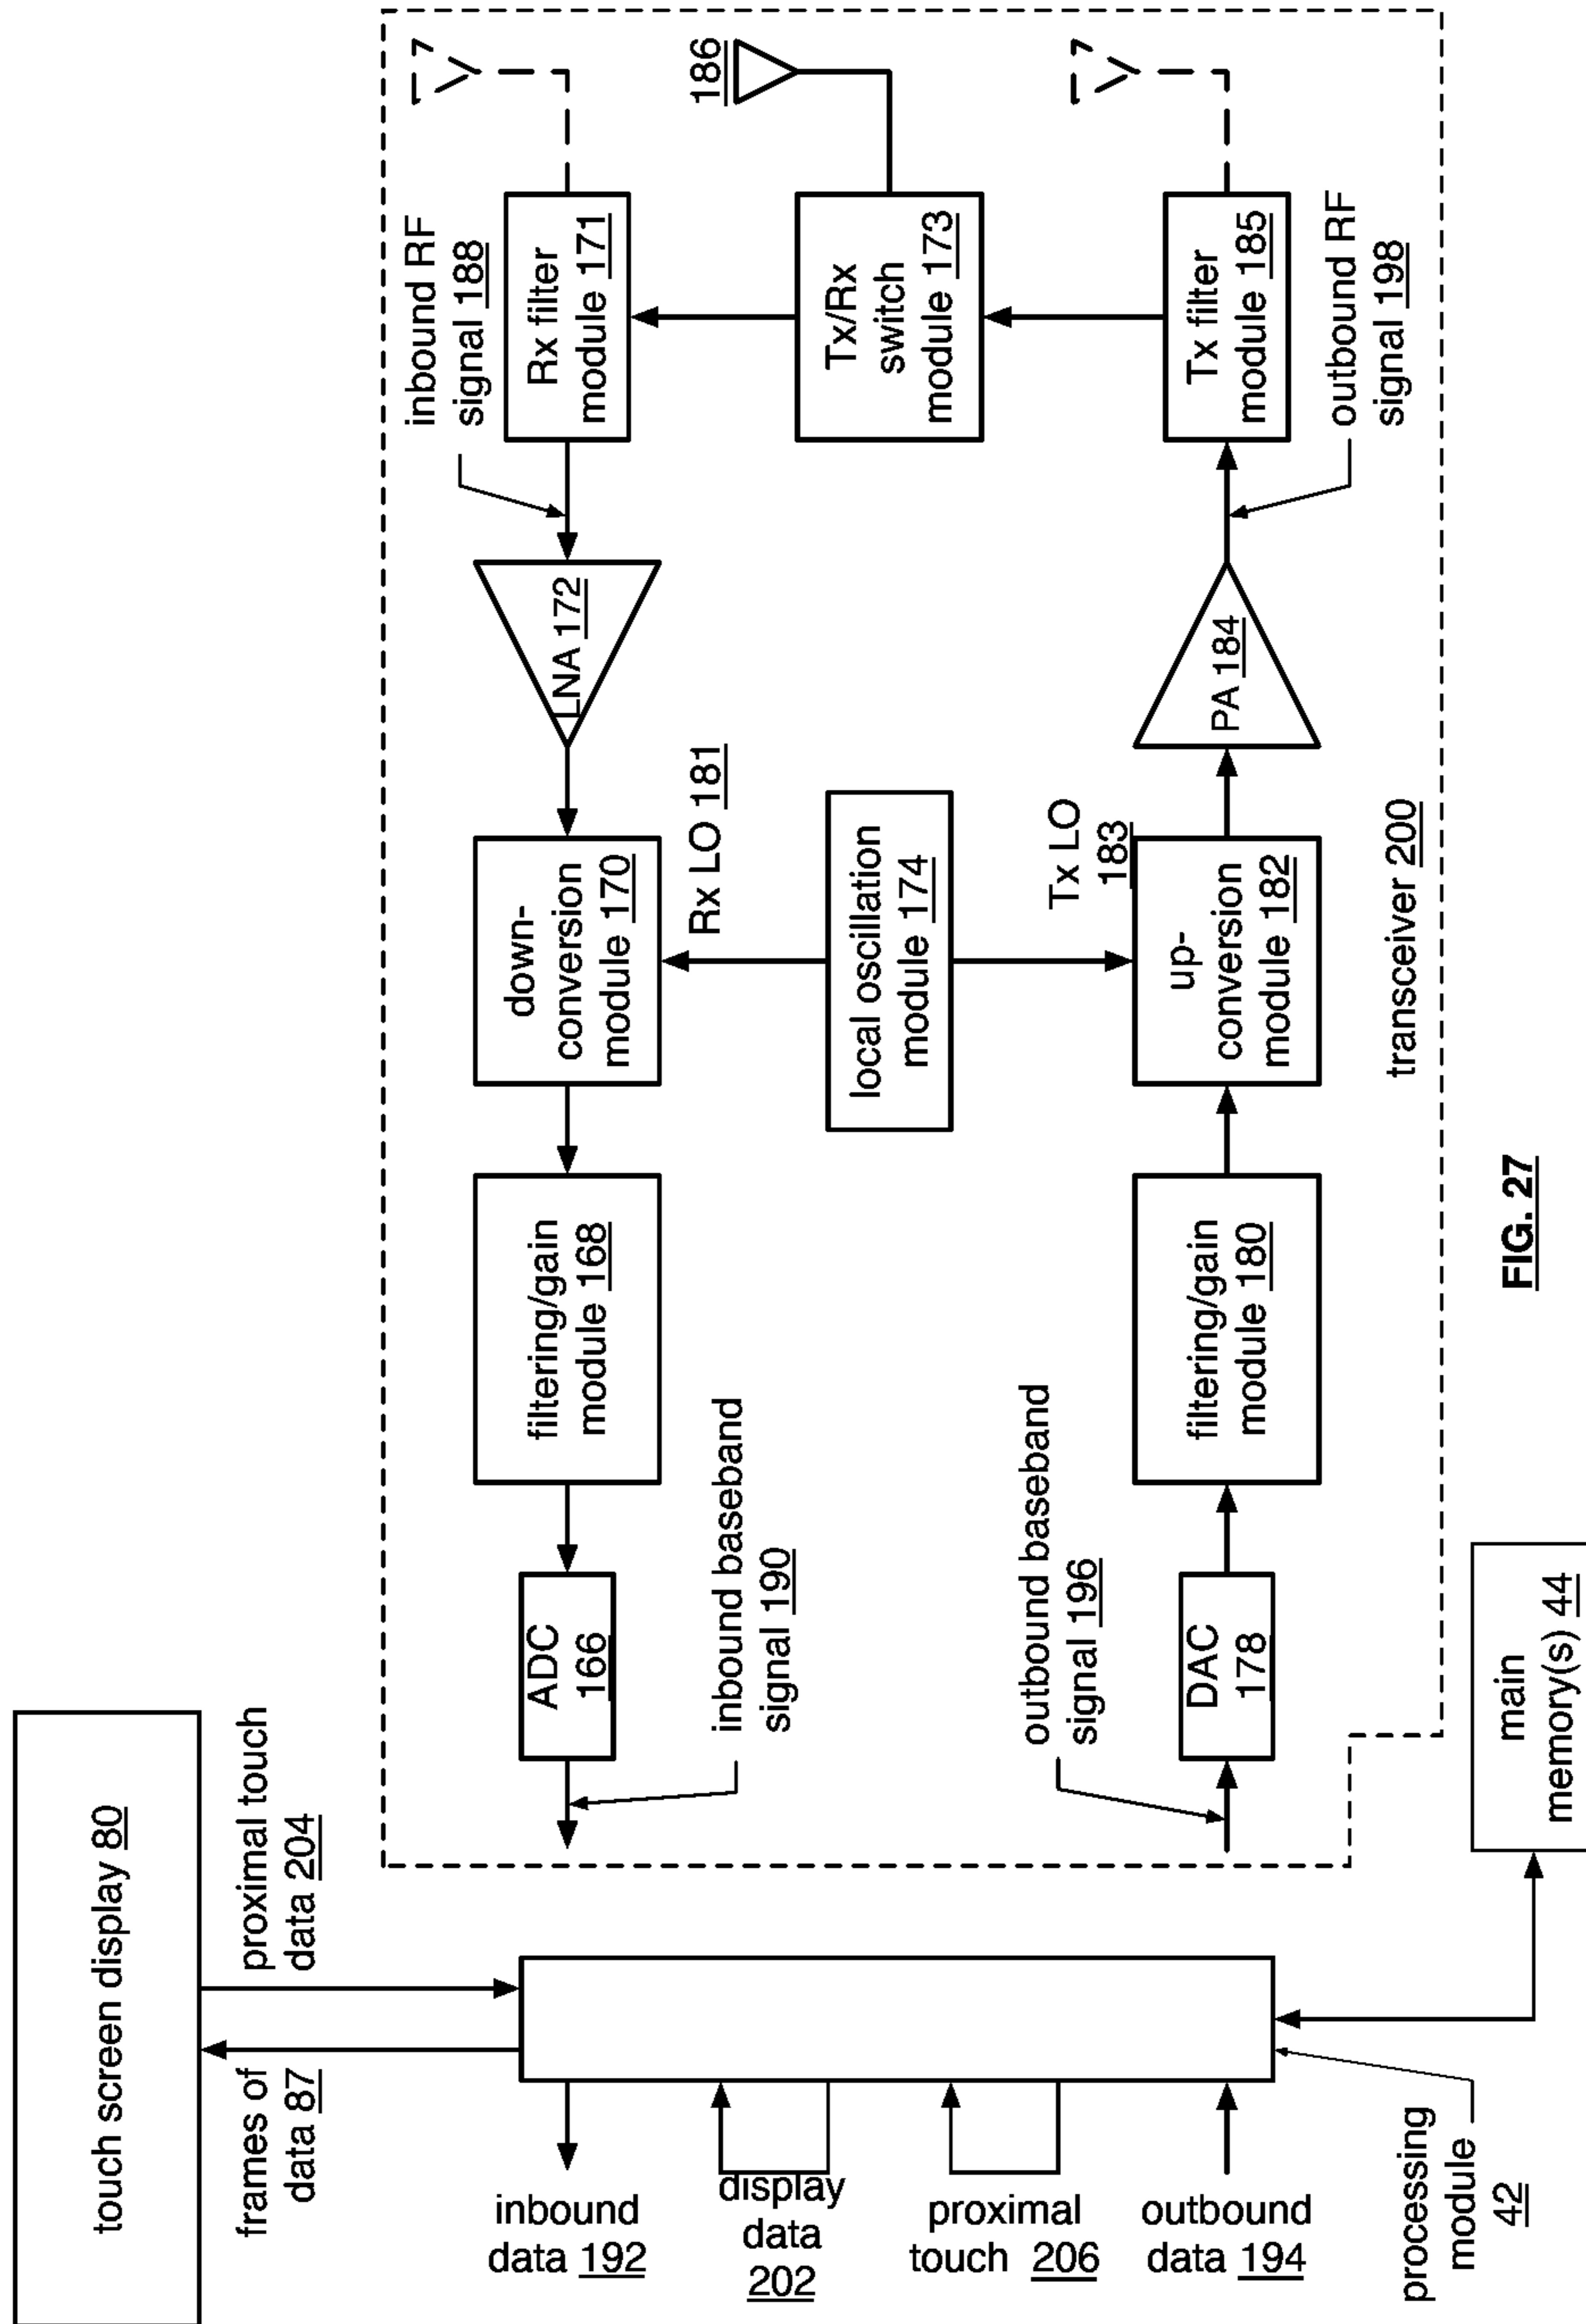 touch screen display 80
frames of
data 87
proximal touch
data 204
inbound
data 192
display
data
202
proximal
touch 206
outbound
data 194
processing
module
42
main
memory(s) 44
ADC
166
inbound baseband
signal 190
outbound baseband
signal 196
DAC
178
filtering/gain
module 168
filtering/gain
module 180
down-
conversion
module 170
Rx LO 181
local oscillation
module 174
Tx LO
183
up-
conversion
module 182
LNA 172
PA 184
inbound RF
signal 188
Rx filter
module 171
186
Tx/Rx
switch
module 173
Tx filter
module 185
outbound RF
signal 198
transceiver 200
FIG. 27